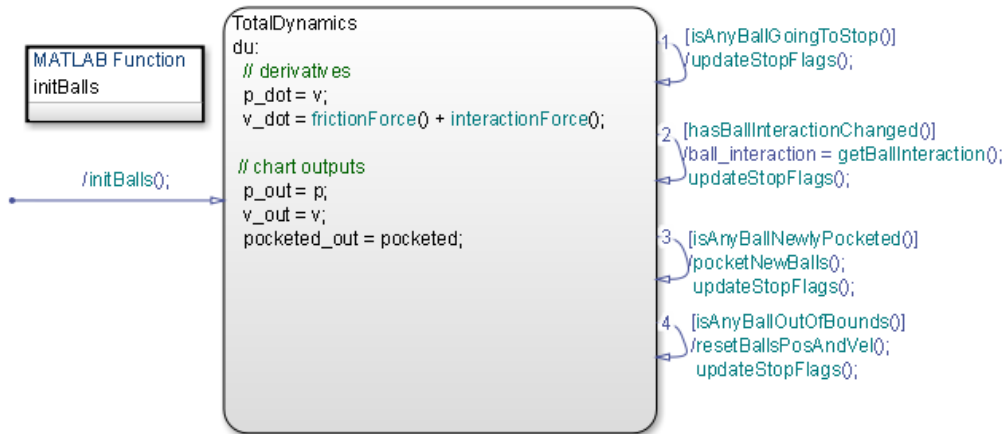 MATLAB Function
initBalls
/initBalls();
TotalDynamics
du:
// derivatives
p_dot = v;
v_dot = frictionForce() + interactionForce();
// chart outputs
p_out = p;
v_out = v;
pocketed_out = pocketed;
1
[isAnyBallGoingToStop()]
/updateStopFlags();
2
[hasBallInteractionChanged()]
/ball_interaction = getBallInteraction();
updateStopFlags();
3
[isAnyBallNewlyPocketed()]
/pocketNewBalls();
updateStopFlags();
4
[isAnyBallOutOfBounds()]
/resetBallsPosAndVel();
updateStopFlags();